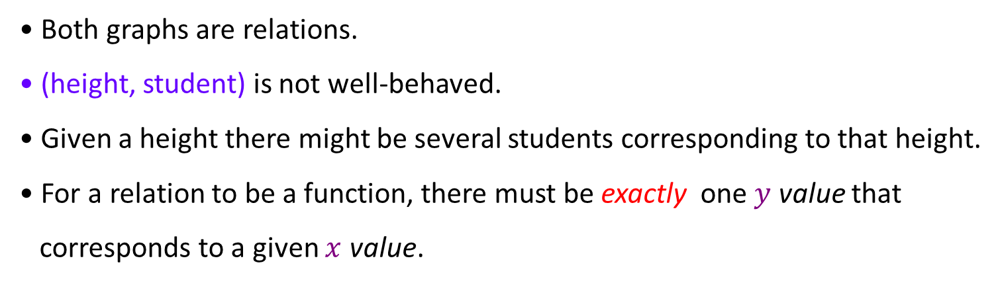 • Both graphs are relations.
• (height, student) is not well-behaved.
• Given a height there might be several students corresponding to that height.
• For a relation to be a function, there must be exactly one y value that
corresponds to a given x value.